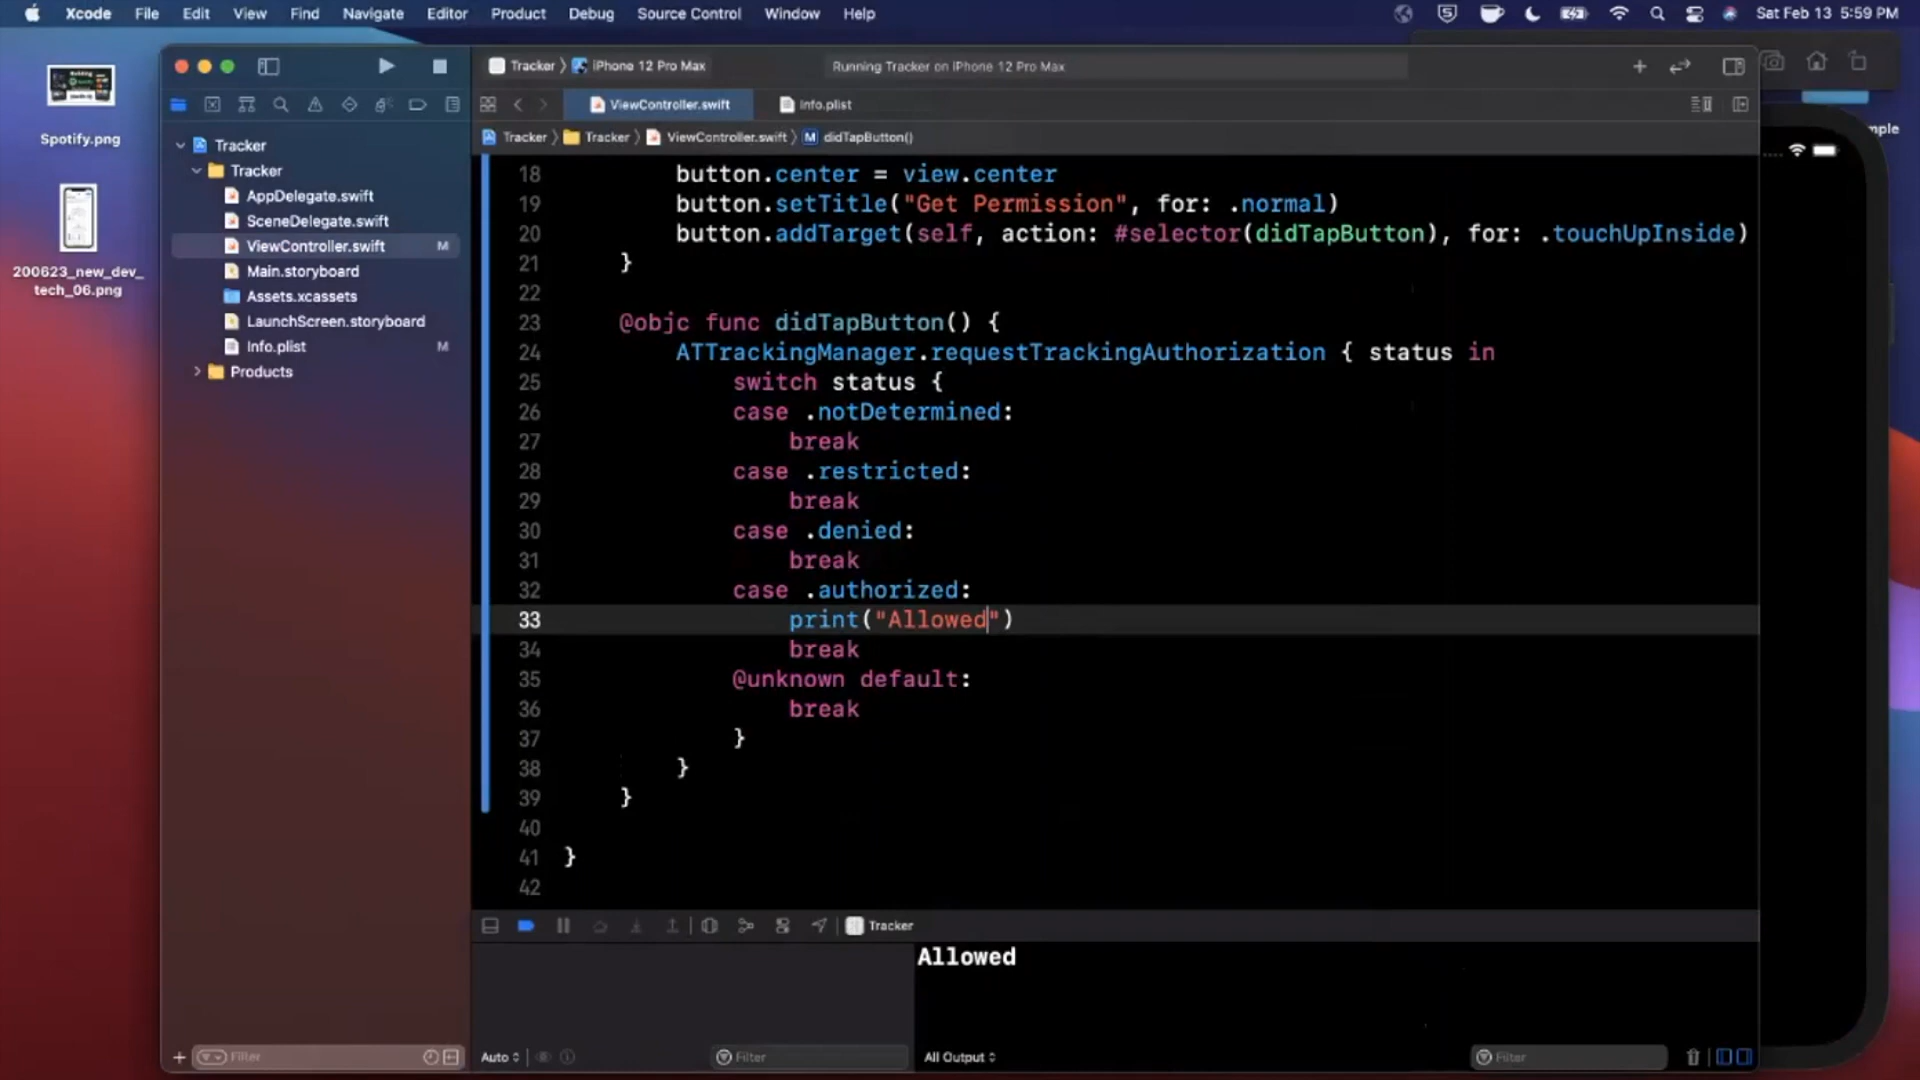 Xcode File Edit View Find Navigate Editor Product Debug Source Control Window Help
Sat Feb 13 5:59 PM
Spotify.png
200623_new_dev_
tech_06.png
mple
Tracker
iPhone 12 Pro Max
Running Tracker on iPhone 12 Pro Max
ViewController.swift
Info.plist
Tracker
Tracker
ViewController.swift
M
didTapButton()
Tracker
Tracker
AppDelegate.swift
SceneDelegate.swift
ViewController.swift M
Main.storyboard
Assets.xcassets
LaunchScreen.storyboard
Info.plist M
Products
18 button.center = view.center
19 button.setTitle("Get Permission", for: .normal)
20 button.addTarget(self, action: #selector(didTapButton), for: .touchUpInside)
21 }
22
23 @objc func didTapButton() {
24 ATTrackingManager.requestTrackingAuthorization { status in
25 switch status {
26 case .notDetermined:
27 break
28 case .restricted:
29 break
30 case .denied:
31 break
32 case .authorized:
33 print("Allowed")
34 break
35 @unknown default:
36 break
37 }
38 }
39 }
40
41 }
42
Tracker
Allowed
Filter
Auto
Filter
All Output
Filter